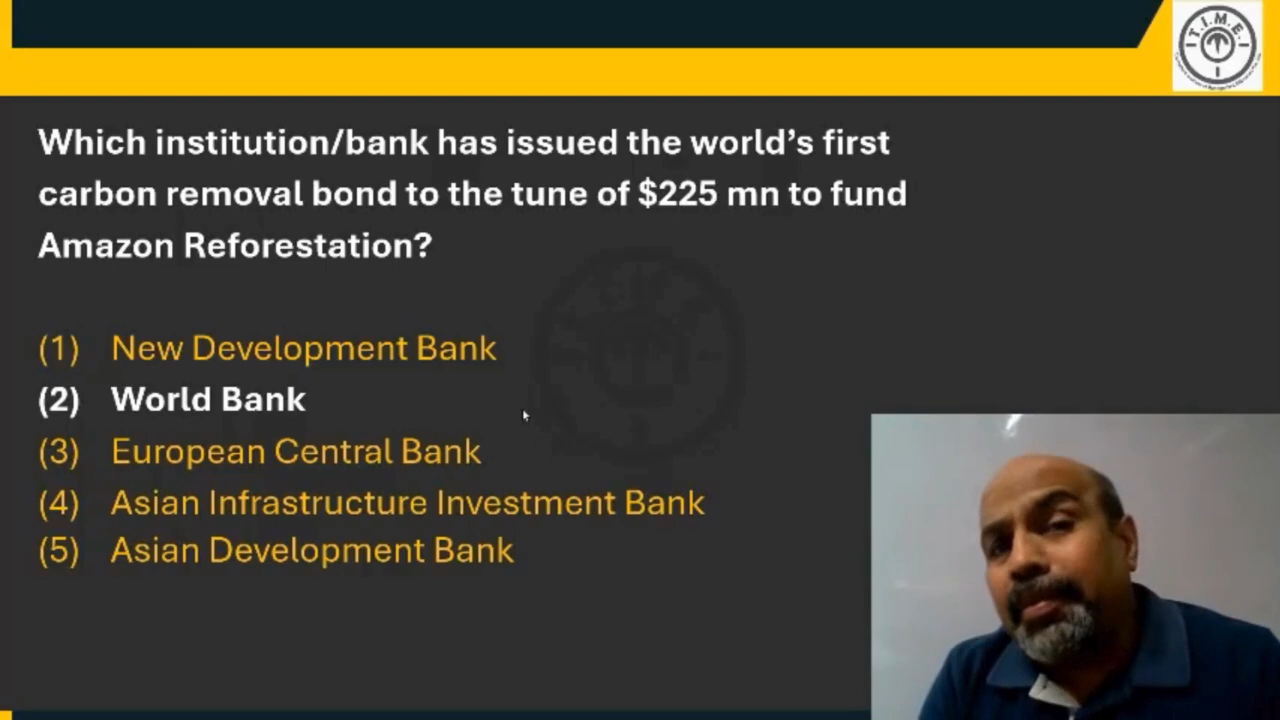 T.I.M.E.
Which institution/bank has issued the world's first
carbon removal bond to the tune of $225 mn to fund
Amazon Reforestation?
(1) New Development Bank
(2) World Bank
(3) European Central Bank
(4) Asian Infrastructure Investment Bank
(5) Asian Development Bank